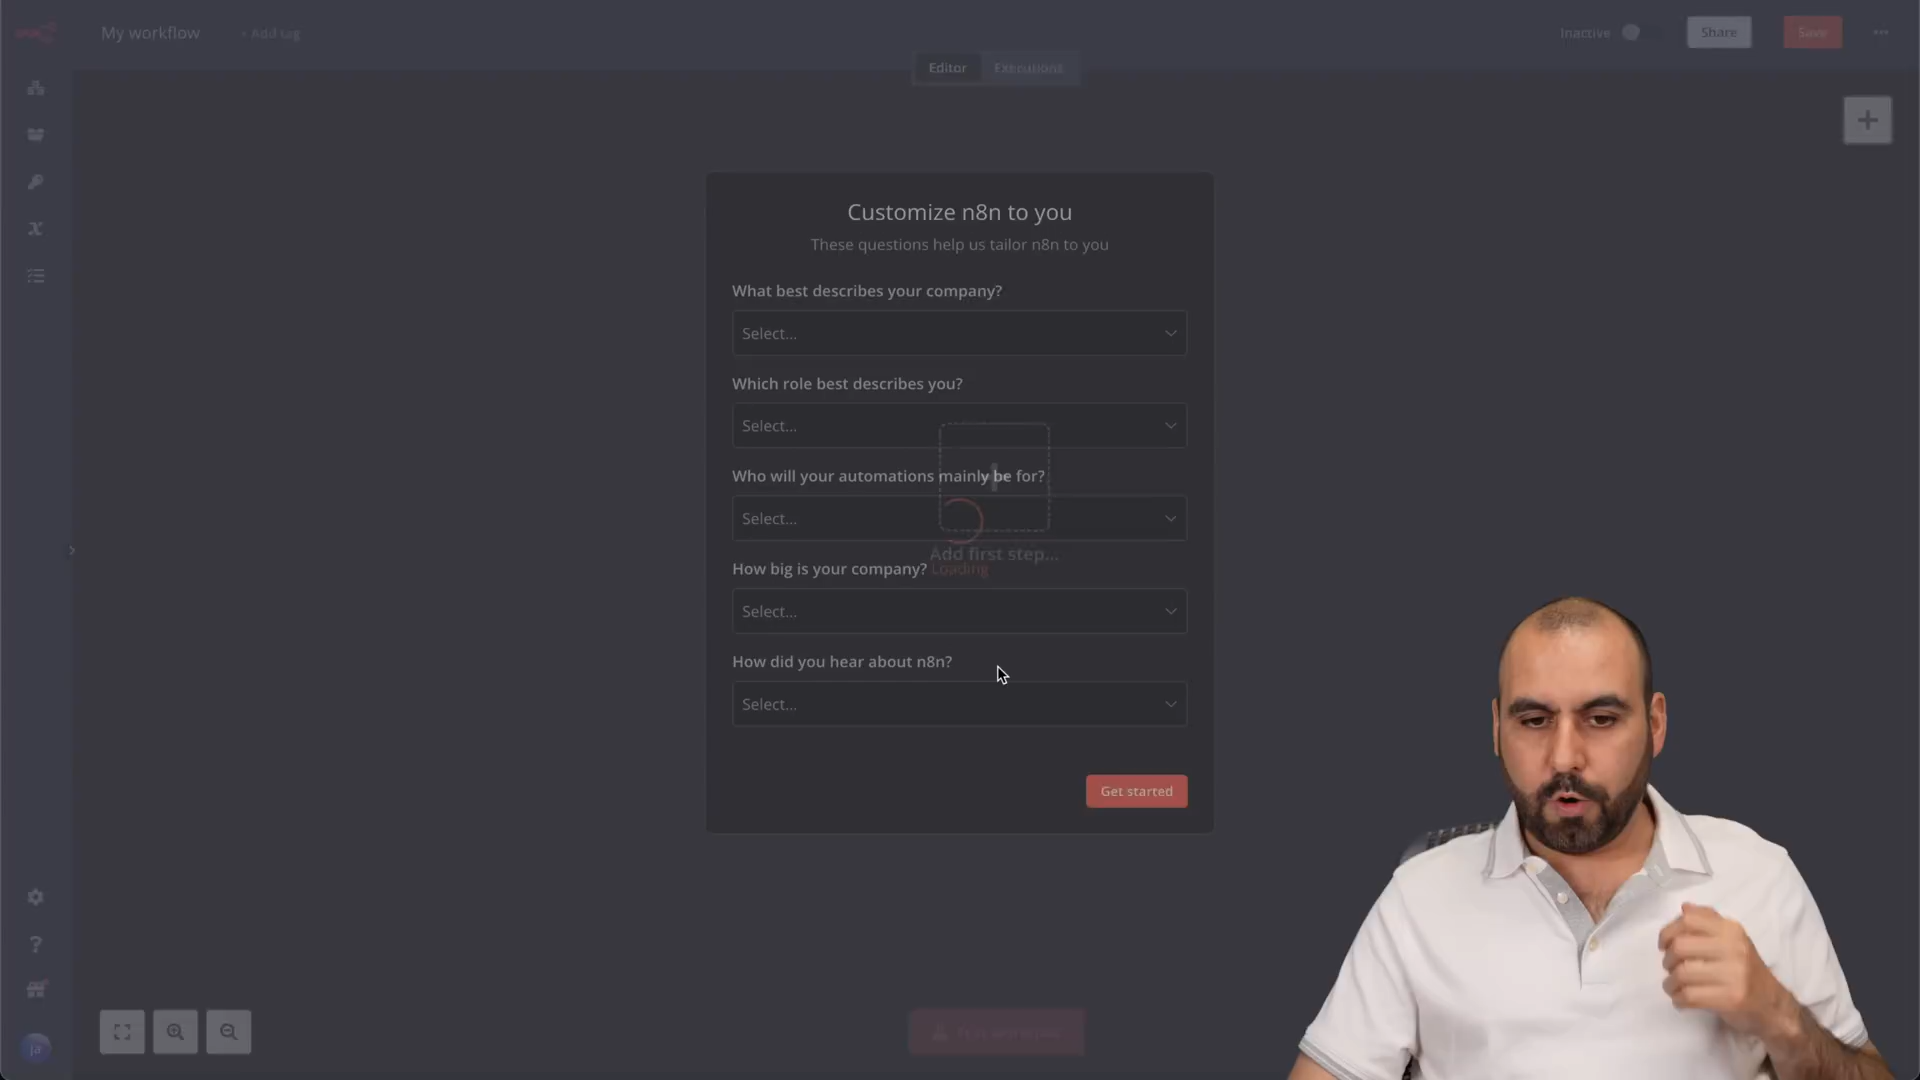 My workflow
+ Add tag
Inactive
Share
Save
Editor
Executions
Customize n8n to you
These questions help us tailor n8n to you
What best describes your company?
Select...
Which role best describes you?
Select...
Who will your automations mainly be for?
Select...
Add first step...
How big is your company?
Loading
Select...
How did you hear about n8n?
Select...
Get started
ja